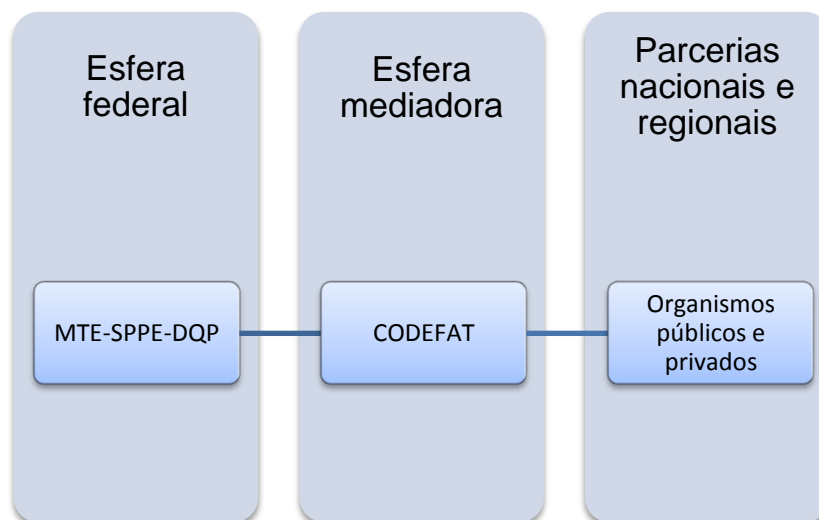 Esfera
federal
Esfera
mediadora
Parcerias
nacionais e
regionais
MTE-SPPE-DQP
CODEFAT
Organismos
públicos e
privados